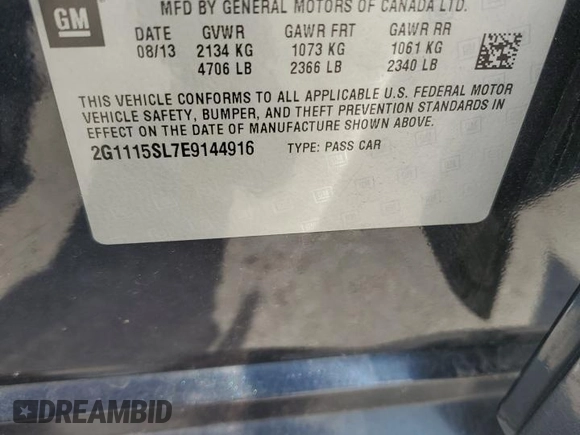 MFD BY GENERAL MOTORS OF CANADA LTD.
GM
DATE GVWR GAWR FRT GAWR RR
08/13 2134 KG 1073 KG 1061 KG
4706 LB 2366 LB 2340 LB
THIS VEHICLE CONFORMS TO ALL APPLICABLE U.S. FEDERAL MOTOR
VEHICLE SAFETY, BUMPER, AND THEFT PREVENTION STANDARDS
IN EFFECT ON THE DATE OF MANUFACTURE SHOWN ABOVE.
2G1115SL7E9144916 TYPE: PASS CAR
DREAMBID